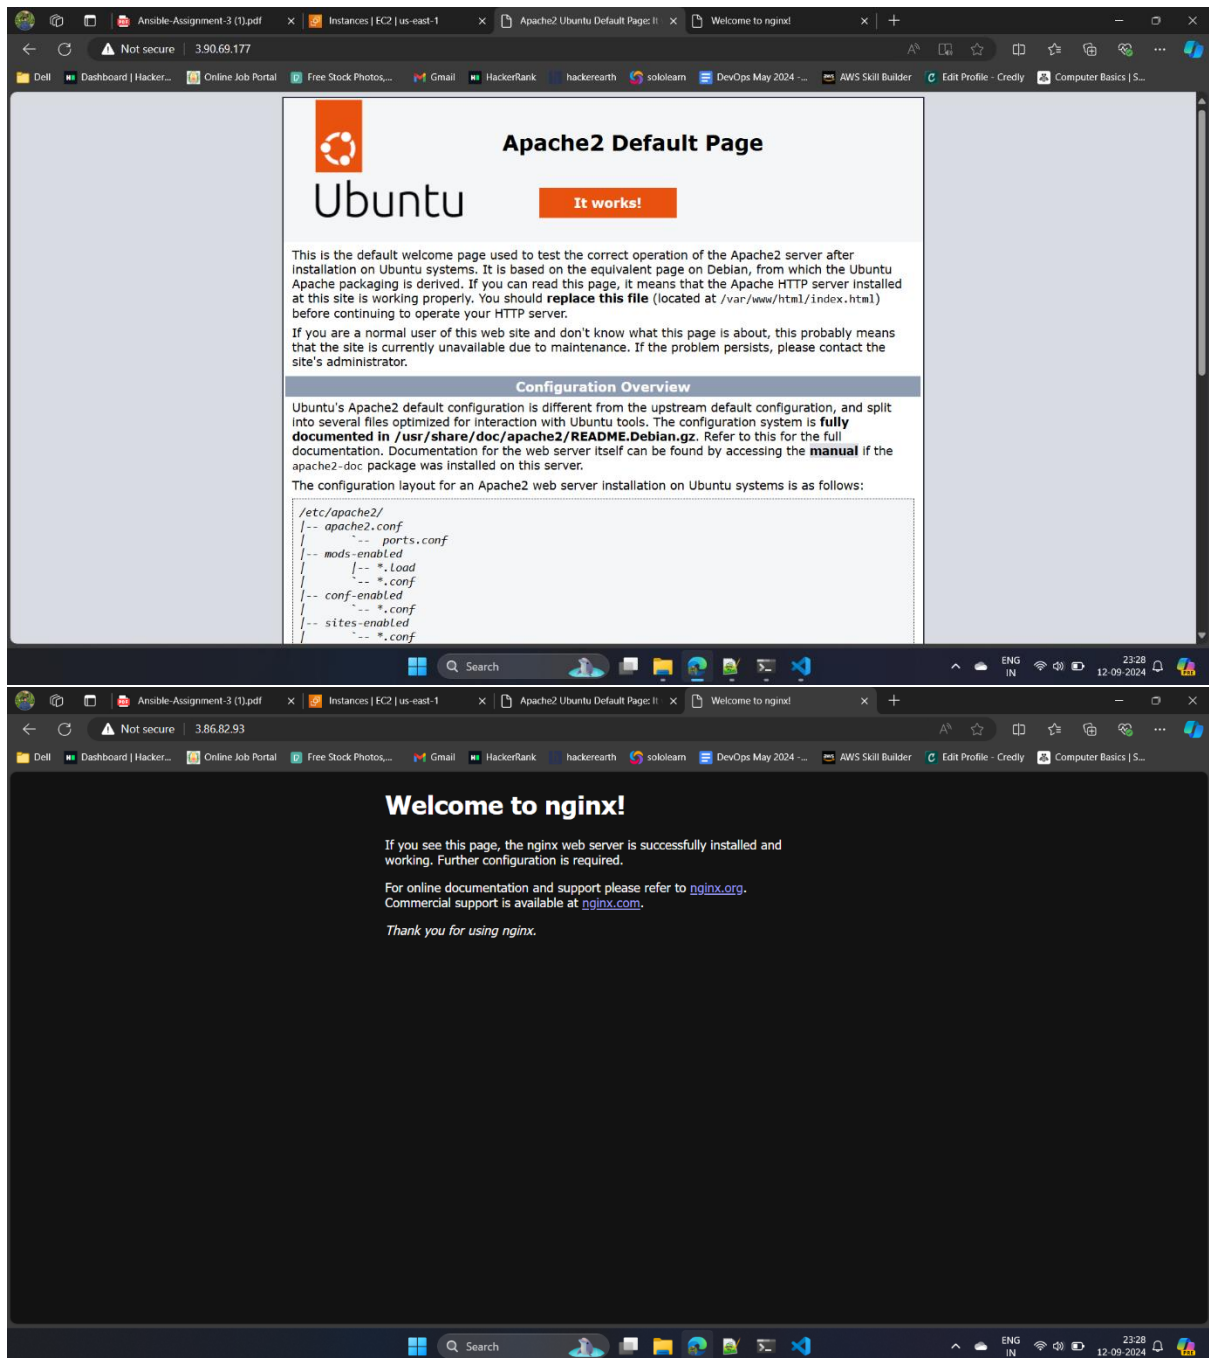 Ansible-Assignment-3 (1).pdf
Instances | EC2 | us-east-1
Apache2 Ubuntu Default Page: It
Welcome to nginx!
Not secure 3.90.69.177
Dell
Dashboard | Hacker...
Online Job Portal
Free Stock Photos,...
Gmail
HackerRank
hackerearth
sololearn
DevOps May 2024 -...
AWS Skill Builder
Edit Profile - Credly
Computer Basics | S...
Ubuntu
Apache2 Default Page
It works!
This is the default welcome page used to test the correct operation of the Apache2 server after
installation on Ubuntu systems. It is based on the equivalent page on Debian, from which the Ubuntu
Apache packaging is derived. If you can read this page, it means that the Apache HTTP server installed
at this site is working properly. You should replace this file (located at /var/www/html/index.html)
before continuing to operate your HTTP server.
If you are a normal user of this web site and don't know what this page is about, this probably means
that the site is currently unavailable due to maintenance. If the problem persists, please contact the
site's administrator.
Configuration Overview
Ubuntu's Apache2 default configuration is different from the upstream default configuration, and split
into several files optimized for interaction with Ubuntu tools. The configuration system is fully
documented in /usr/share/doc/apache2/README.Debian.gz. Refer to this for the full
documentation. Documentation for the web server itself can be found by accessing the manual if the
apache2-doc package was installed on this server.
The configuration layout for an Apache2 web server installation on Ubuntu systems is as follows:
/etc/apache2/
|-- apache2.conf
|       `--  ports.conf
|-- mods-enabled
|       |-- *.load
|       `-- *.conf
|-- conf-enabled
|       `-- *.conf
|-- sites-enabled
|       `-- *.conf
Search
ENG
IN
23:28
12-09-2024
Ansible-Assignment-3 (1).pdf
Instances | EC2 | us-east-1
Apache2 Ubuntu Default Page: It
Welcome to nginx!
Not secure 3.86.82.93
Dell
Dashboard | Hacker...
Online Job Portal
Free Stock Photos,...
Gmail
HackerRank
hackerearth
sololearn
DevOps May 2024 -...
AWS Skill Builder
Edit Profile - Credly
Computer Basics | S...
Welcome to nginx!
If you see this page, the nginx web server is successfully installed and
working. Further configuration is required.
For online documentation and support please refer to nginx.org.
Commercial support is available at nginx.com.
Thank you for using nginx.
Search
ENG
IN
23:28
12-09-2024